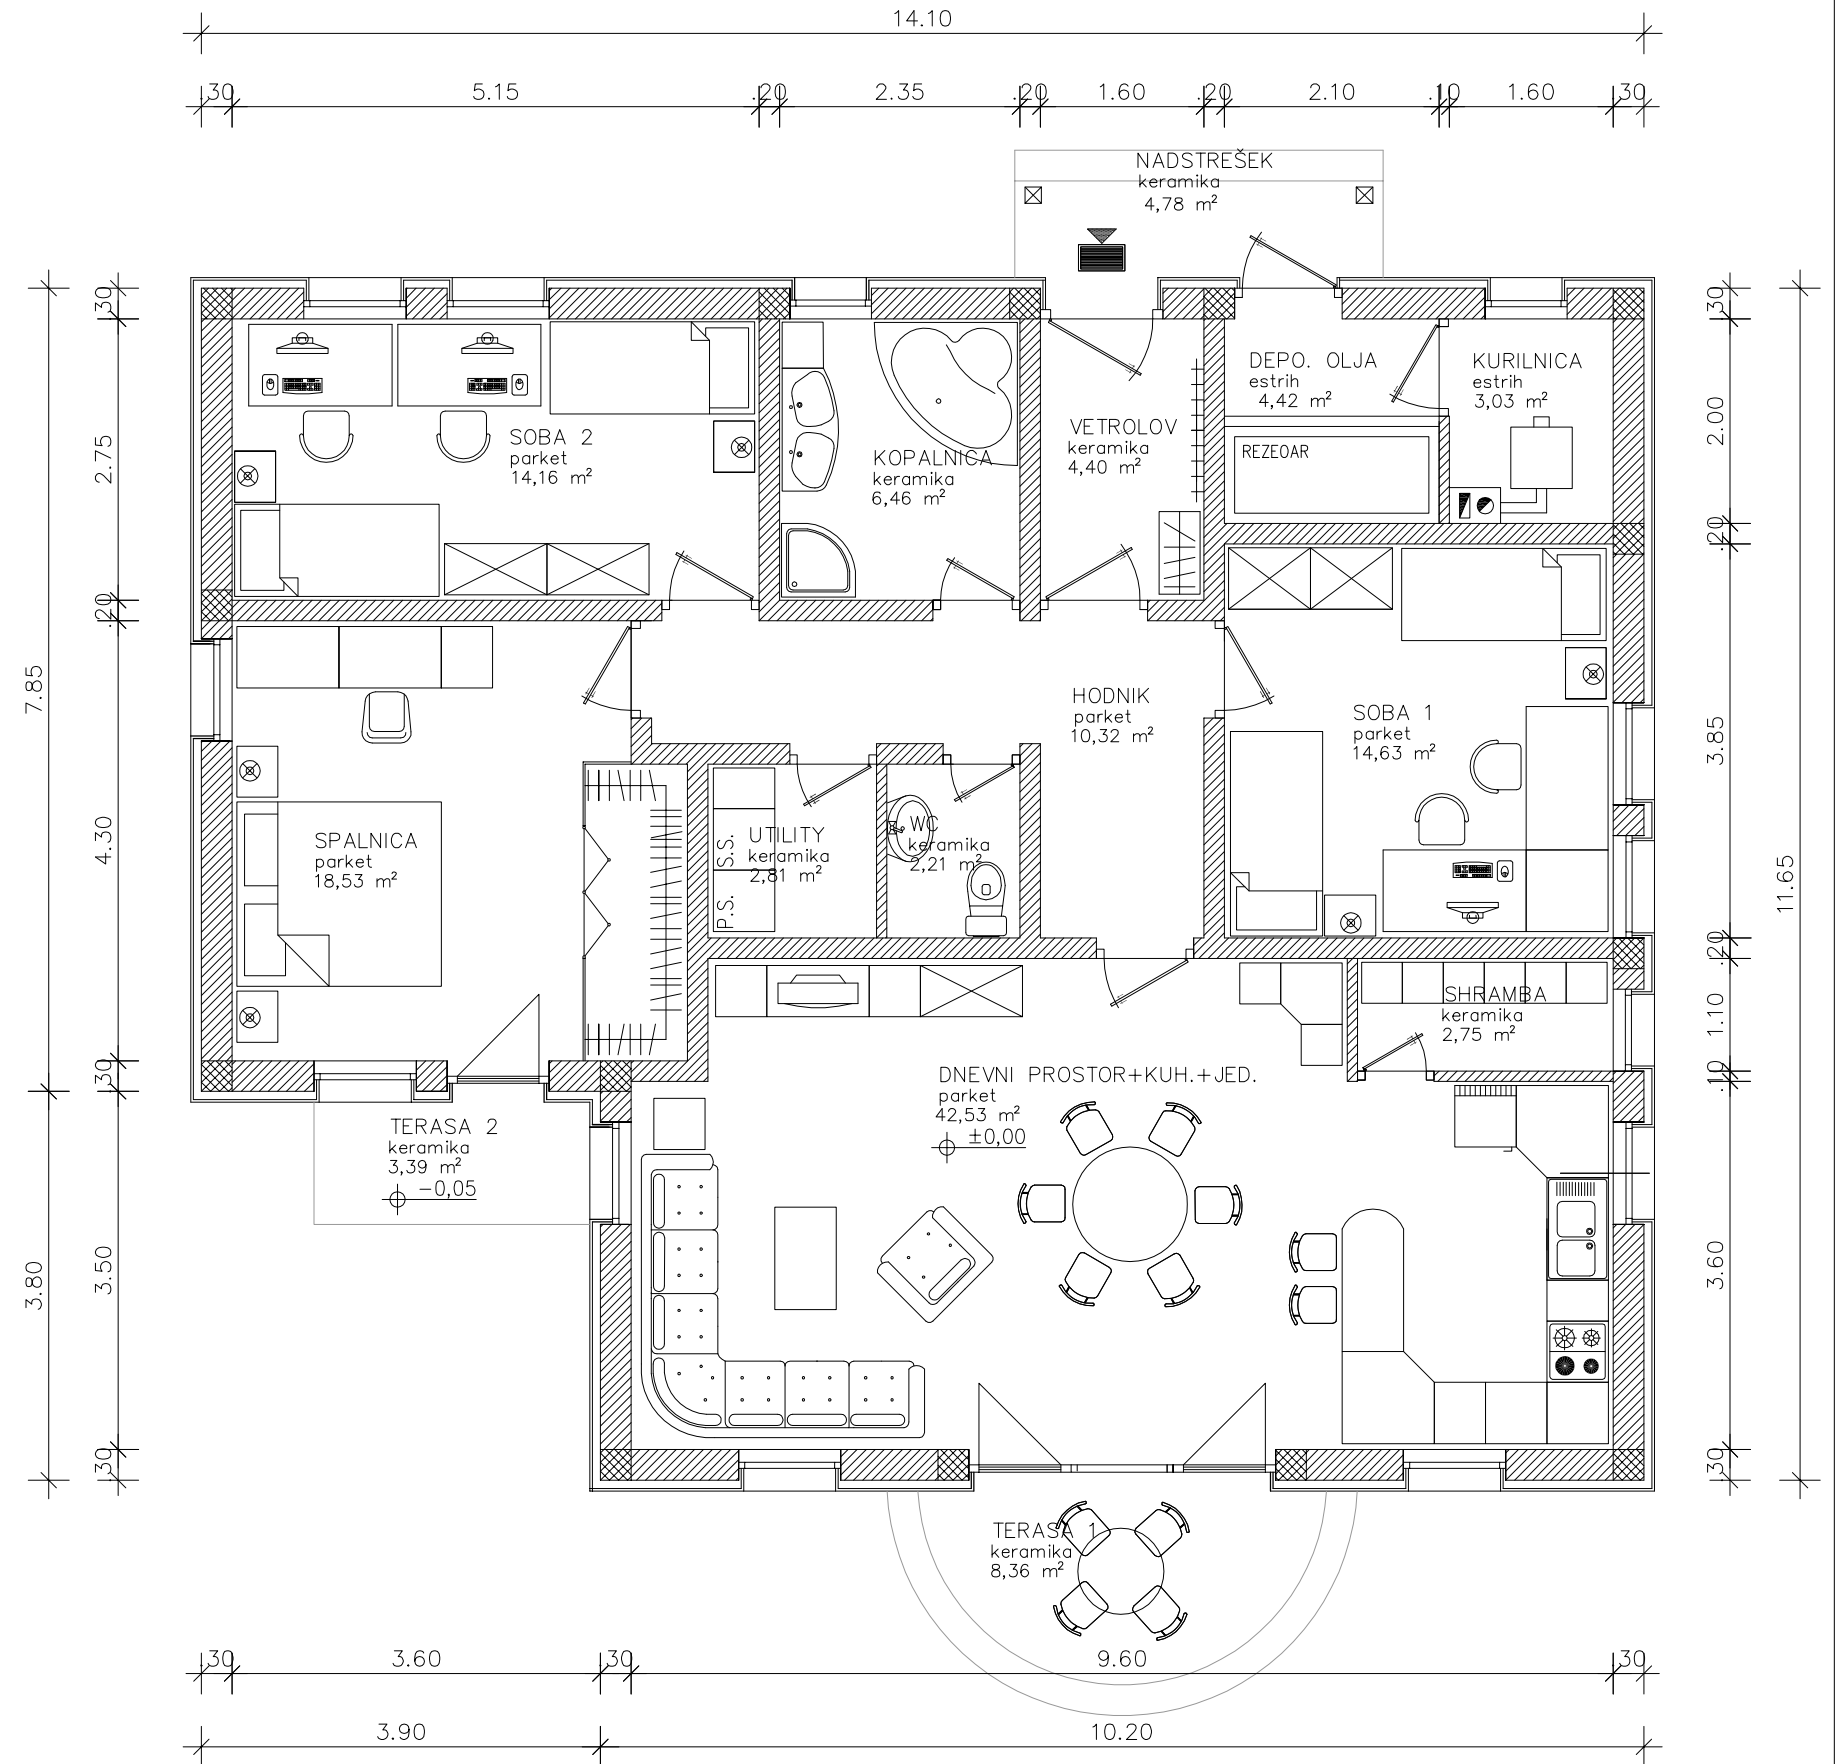 14.10
.30 5.15 .20 2.35 .20 1.60 .20 2.10 .10 1.60 .30
NADSTREŠEK
keramika
4,78 m²
DEPO. OLJA
estrih
4,42 m²
KURILNICA
estrih
3,03 m²
REZEOAR
SOBA 2
parket
14,16 m²
KOPALNICA
keramika
6,46 m²
VETROLOV
keramika
4,40 m²
HODNIK
parket
10,32 m²
SOBA 1
parket
14,63 m²
SPALNICA
parket
18,53 m²
S.S.
P.S.
UTILITY
keramika
2,81 m²
WC
keramika
2,21 m²
SHRAMBA
keramika
2,75 m²
DNEVNI PROSTOR+KUH.+JED.
parket
42,53 m²
±0,00
TERASA 2
keramika
3,39 m²
-0,05
TERASA 1
keramika
8,36 m²
7.85
3.80
.30
2.75
.20
4.30
.30
3.50
.30
.30
2.00
.20
3.85
.20
1.10
.10
3.60
.30
11.65
.30 3.60 .30 9.60 .30
3.90 10.20